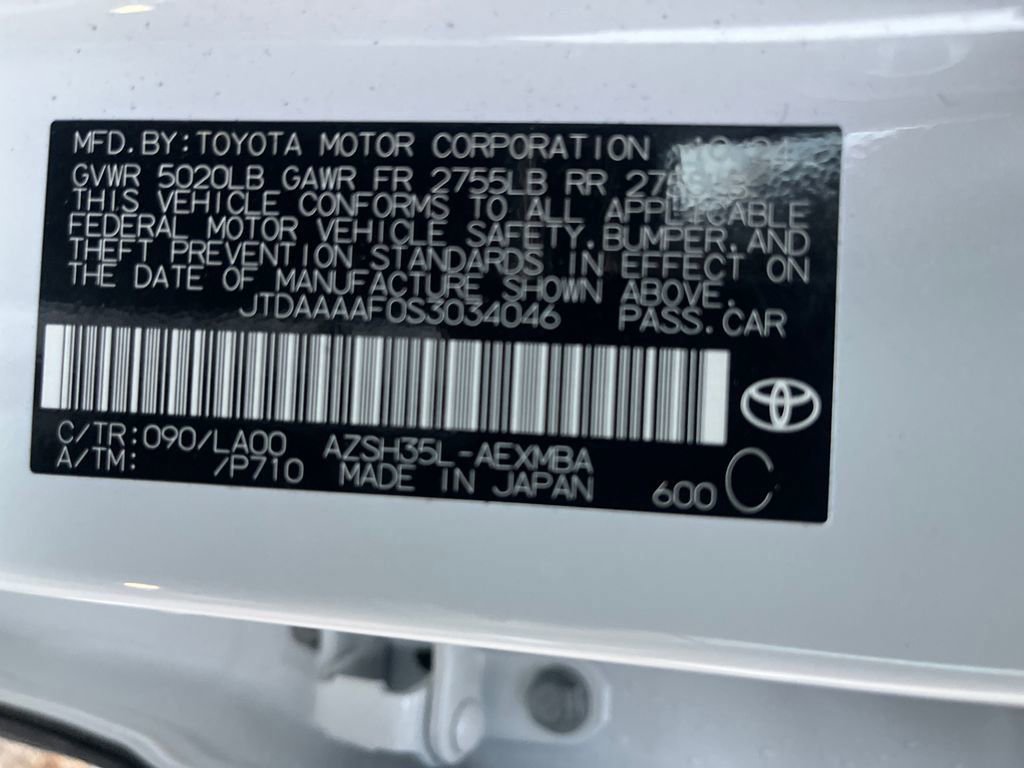 MFD.BY:TOYOTA MOTOR CORPORATION
GVWR 5020LB GAWR FR 2755LB RR
THIS VEHICLE CONFORMS TO ALL APPLICABLE
FEDERAL MOTOR VEHICLE SAFETY.BUMPER.AND
THEFT PREVENTION STANDARDS IN EFFECT ON
THE DATE OF MANUFACTURE SHOWN ABOVE.
JTDAAAAF0S3034046 PASS.CAR
C/TR:090/LA00 AZSH35L-AEXMBA
A/TM: /P710 MADE IN JAPAN 600 C